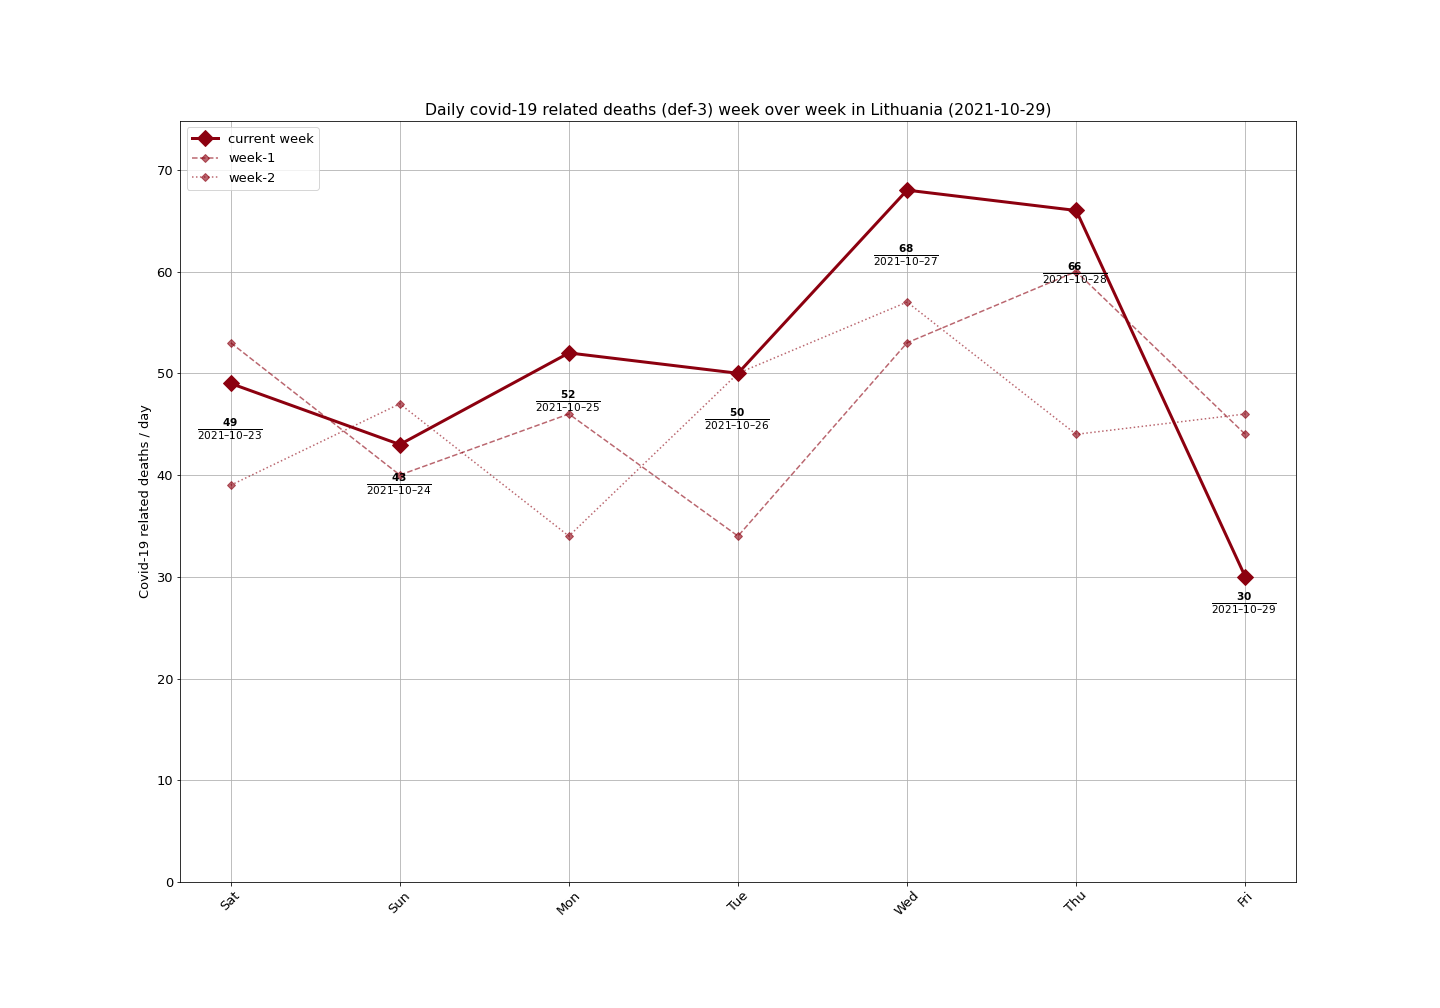 Daily covid-19 related deaths (def-3) week over week in Lithuania (2021-10-29)
current week
week-1
week-2
Covid-19 related deaths / day
70
60
50
40
30
20
10
0
49
2021-10-23
43
2021-10-24
52
2021-10-25
50
2021-10-26
68
2021-10-27
66
2021-10-28
30
2021-10-29
Sat
Sun
Mon
Tue
Wed
Thu
Fri